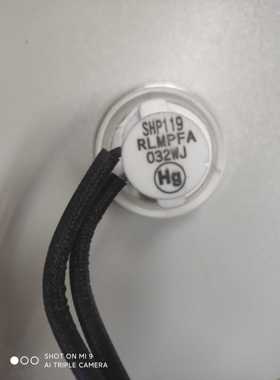 SHP119
RLMPFA
032WJ
Hg
SHOT ON MI 9
AI TRIPLE CAMERA